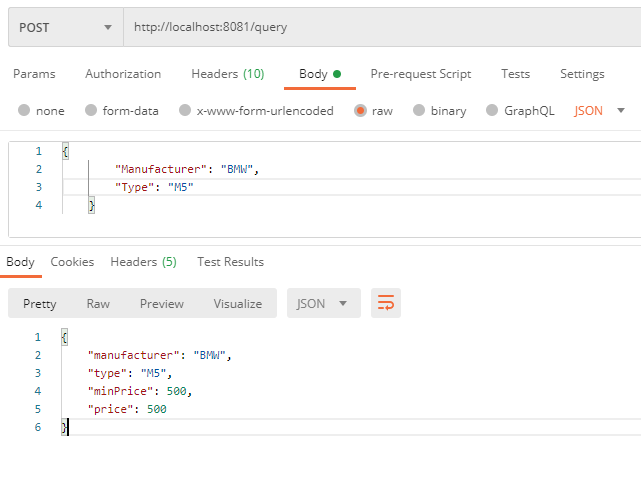 POST http://localhost:8081/query
Params Authorization Headers (10) Body Pre-request Script Tests Settings
none form-data x-www-form-urlencoded raw binary GraphQL JSON
1 {
2 "Manufacturer": "BMW",
3 "Type": "M5"
4 }
Body Cookies Headers (5) Test Results
Pretty Raw Preview Visualize JSON
1 {
2 "manufacturer": "BMW",
3 "type": "M5",
4 "minPrice": 500,
5 "price": 500
6 }